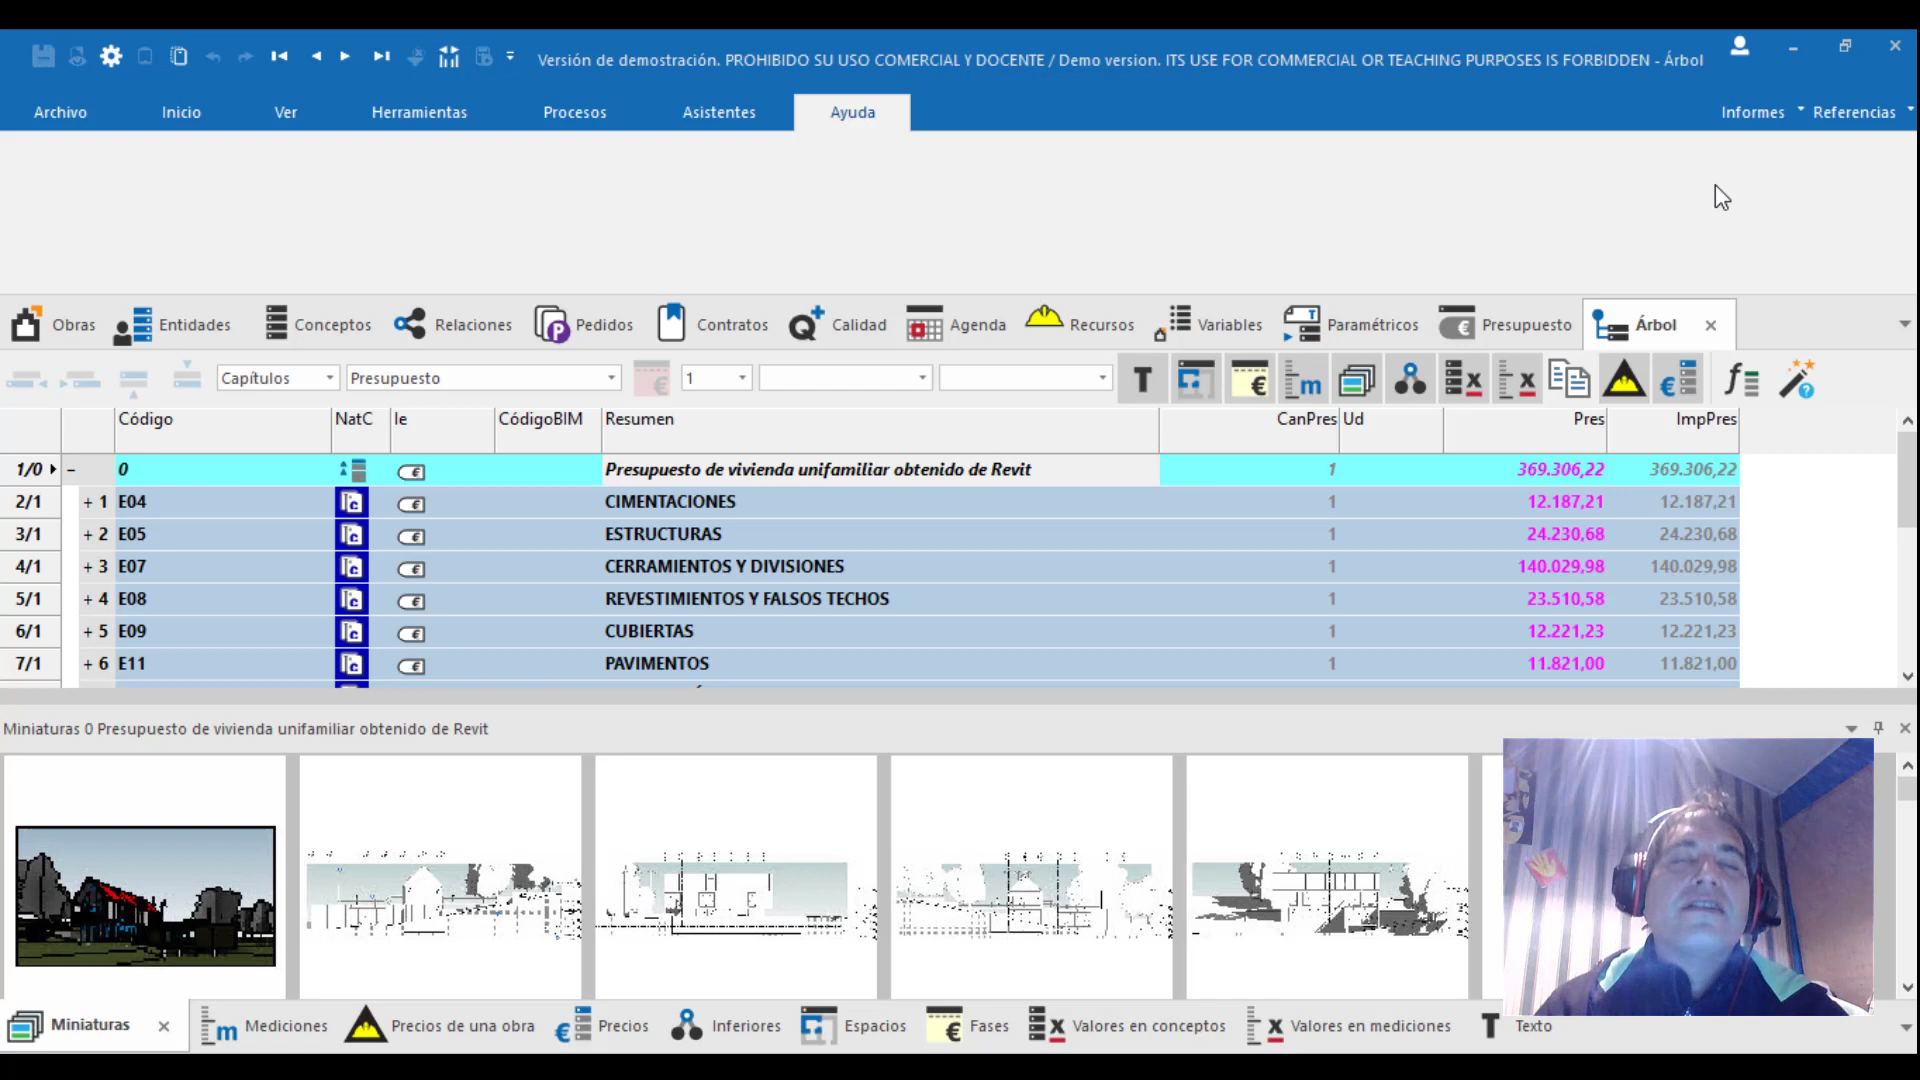 Versión de demostración. PROHIBIDO SU USO COMERCIAL Y DOCENTE / Demo version. ITS USE FOR COMMERCIAL OR TEACHING PURPOSES IS FORBIDDEN - Árbol
Archivo Inicio Ver Herramientas Procesos Asistentes Ayuda Informes Referencias
Obras Entidades Conceptos Relaciones Pedidos Contratos Calidad Agenda Recursos Variables Paramétricos Presupuesto Árbol
Capítulos Presupuesto 1
Código NatC Ie CódigoBIM Resumen CanPres Ud Pres ImpPres
1/0 - 0 Presupuesto de vivienda unifamiliar obtenido de Revit 1 369.306,22 369.306,22
2/1 + 1 E04 CIMENTACIONES 1 12.187,21 12.187,21
3/1 + 2 E05 ESTRUCTURAS 1 24.230,68 24.230,68
4/1 + 3 E07 CERRAMIENTOS Y DIVISIONES 1 140.029,98 140.029,98
5/1 + 4 E08 REVESTIMIENTOS Y FALSOS TECHOS 1 23.510,58 23.510,58
6/1 + 5 E09 CUBIERTAS 1 12.221,23 12.221,23
7/1 + 6 E11 PAVIMENTOS 1 11.821,00 11.821,00
Miniaturas 0 Presupuesto de vivienda unifamiliar obtenido de Revit
Miniaturas Mediciones Precios de una obra Precios Inferiores Espacios Fases Valores en conceptos Valores en mediciones Texto